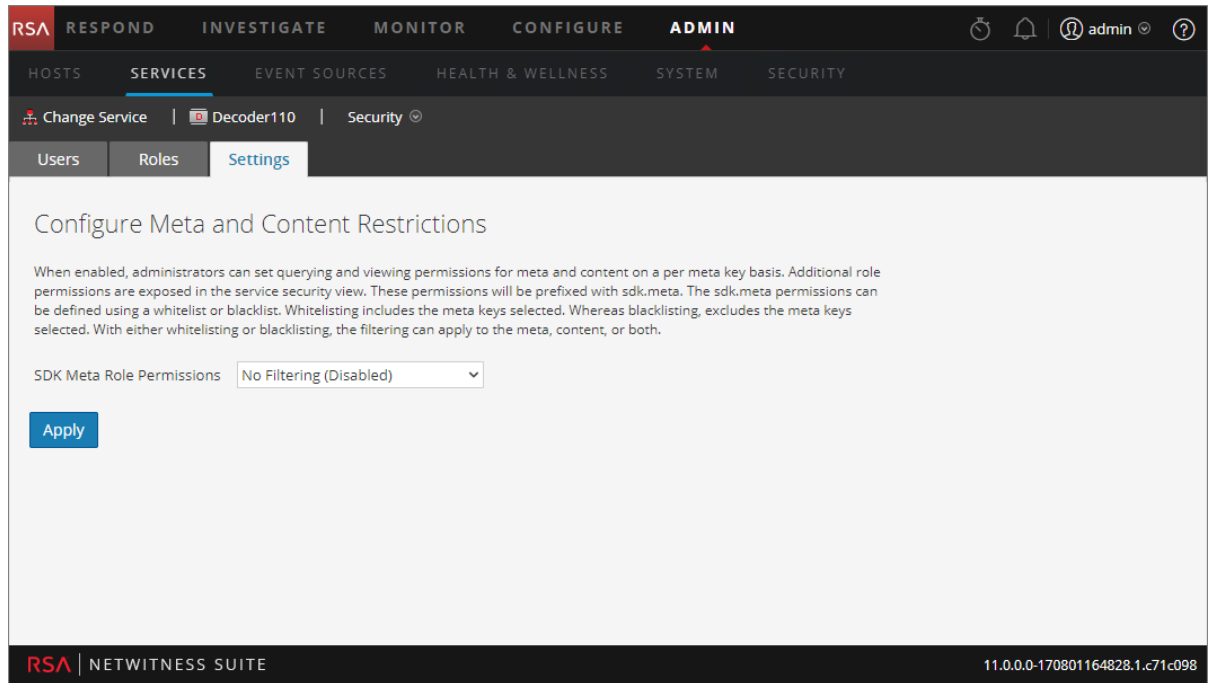 RSA RESPOND INVESTIGATE MONITOR CONFIGURE ADMIN admin ?
HOSTS SERVICES EVENT SOURCES HEALTH & WELLNESS SYSTEM SECURITY
Change Service | D Decoder110 | Security
Users Roles Settings
Configure Meta and Content Restrictions
When enabled, administrators can set querying and viewing permissions for meta and content on a per meta key basis. Additional role
permissions are exposed in the service security view. These permissions will be prefixed with sdk.meta. The sdk.meta permissions can
be defined using a whitelist or blacklist. Whitelisting includes the meta keys selected. Whereas blacklisting, excludes the meta keys
selected. With either whitelisting or blacklisting, the filtering can apply to the meta, content, or both.
SDK Meta Role Permissions No Filtering (Disabled)
Apply
RSA | NETWITNESS SUITE 11.0.0.0-170801164828.1.c71c098